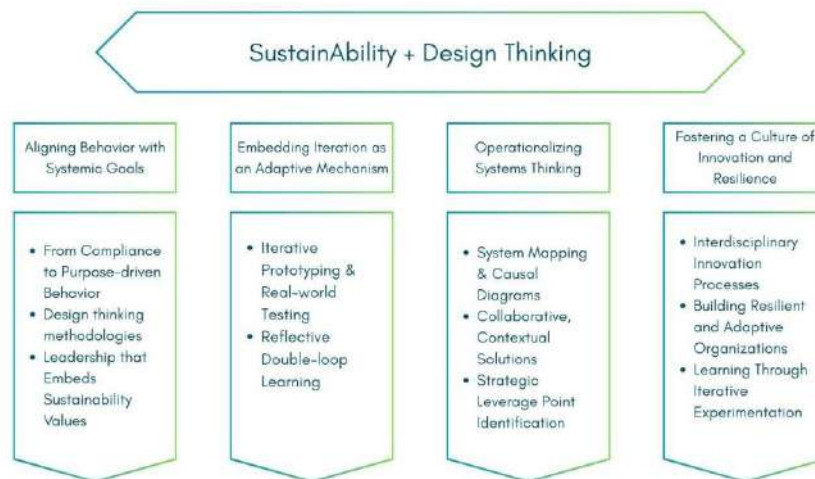 SustainAbility + Design Thinking
Aligning Behavior with
Systemic Goals
Embedding Iteration as
an Adaptive Mechanism
Operationalizing
Systems Thinking
Fostering a Culture of
Innovation and
Resilience
• From Compliance
to Purpose-driven
Behavior
• Design thinking
methodologies
• Leadership that
Embeds
Sustainability
Values
• Iterative
Prototyping &
Real-world
Testing
• Reflective
Double-loop
Learning
• System Mapping
& Causal
Diagrams
• Collaborative,
Contextual
Solutions
• Strategic
Leverage Point
Identification
• Interdisciplinary
Innovation
Processes
• Building Resilient
and Adaptive
Organizations
• Learning Through
Iterative
Experimentation